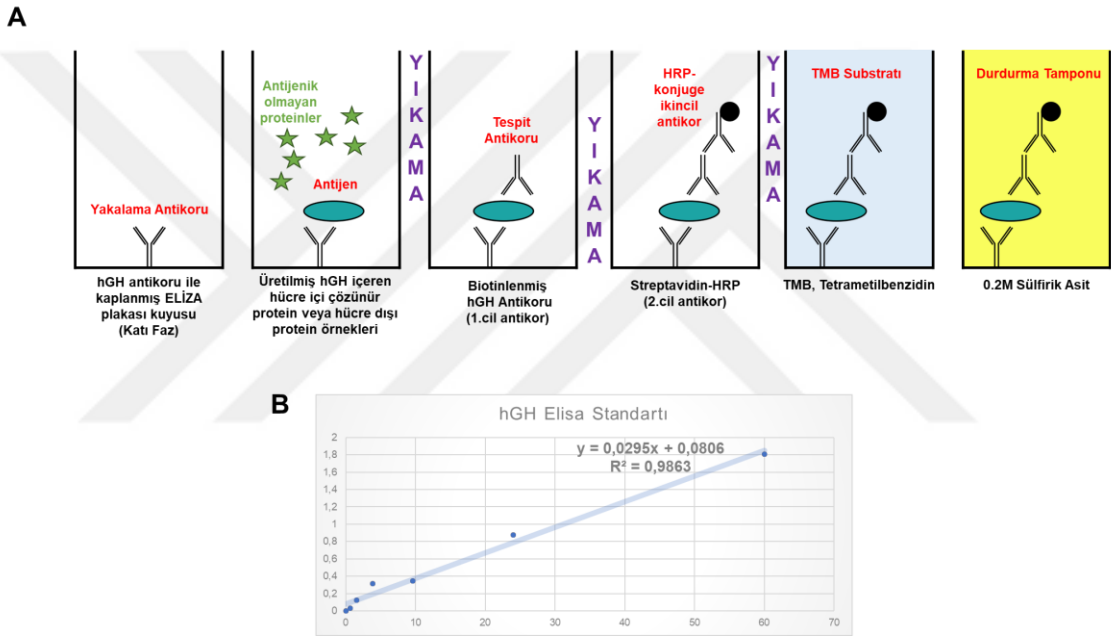 A
Yakalama Antikoru
hGH antikoru ile
kaplanmış ELİZA
plakası kuyusu
(Katı Faz)
Antijenik
olmayan
proteinler
Antijen
Üretilmiş hGH içeren
hücre içi çözünür
protein veya hücre dışı
protein örnekleri
YIKAMA
Tespit
Antikoru
Biotinlenmiş
hGH Antikoru
(1.cil antikor)
YIKAMA
HRP-
konjuge
ikincil
antikor
Streptavidin-HRP
(2.cil antikor)
YIKAMA
TMB Substratı
TMB, Tetrametilbenzidin
Durdurma Tamponu
0.2M Sülfirik Asit
B
hGH Elisa Standartı
y = 0,0295x + 0,0806
R² = 0,9863
2
1,8
1,6
1,4
1,2
1
0,8
0,6
0,4
0,2
0
0 10 20 30 40 50 60 70